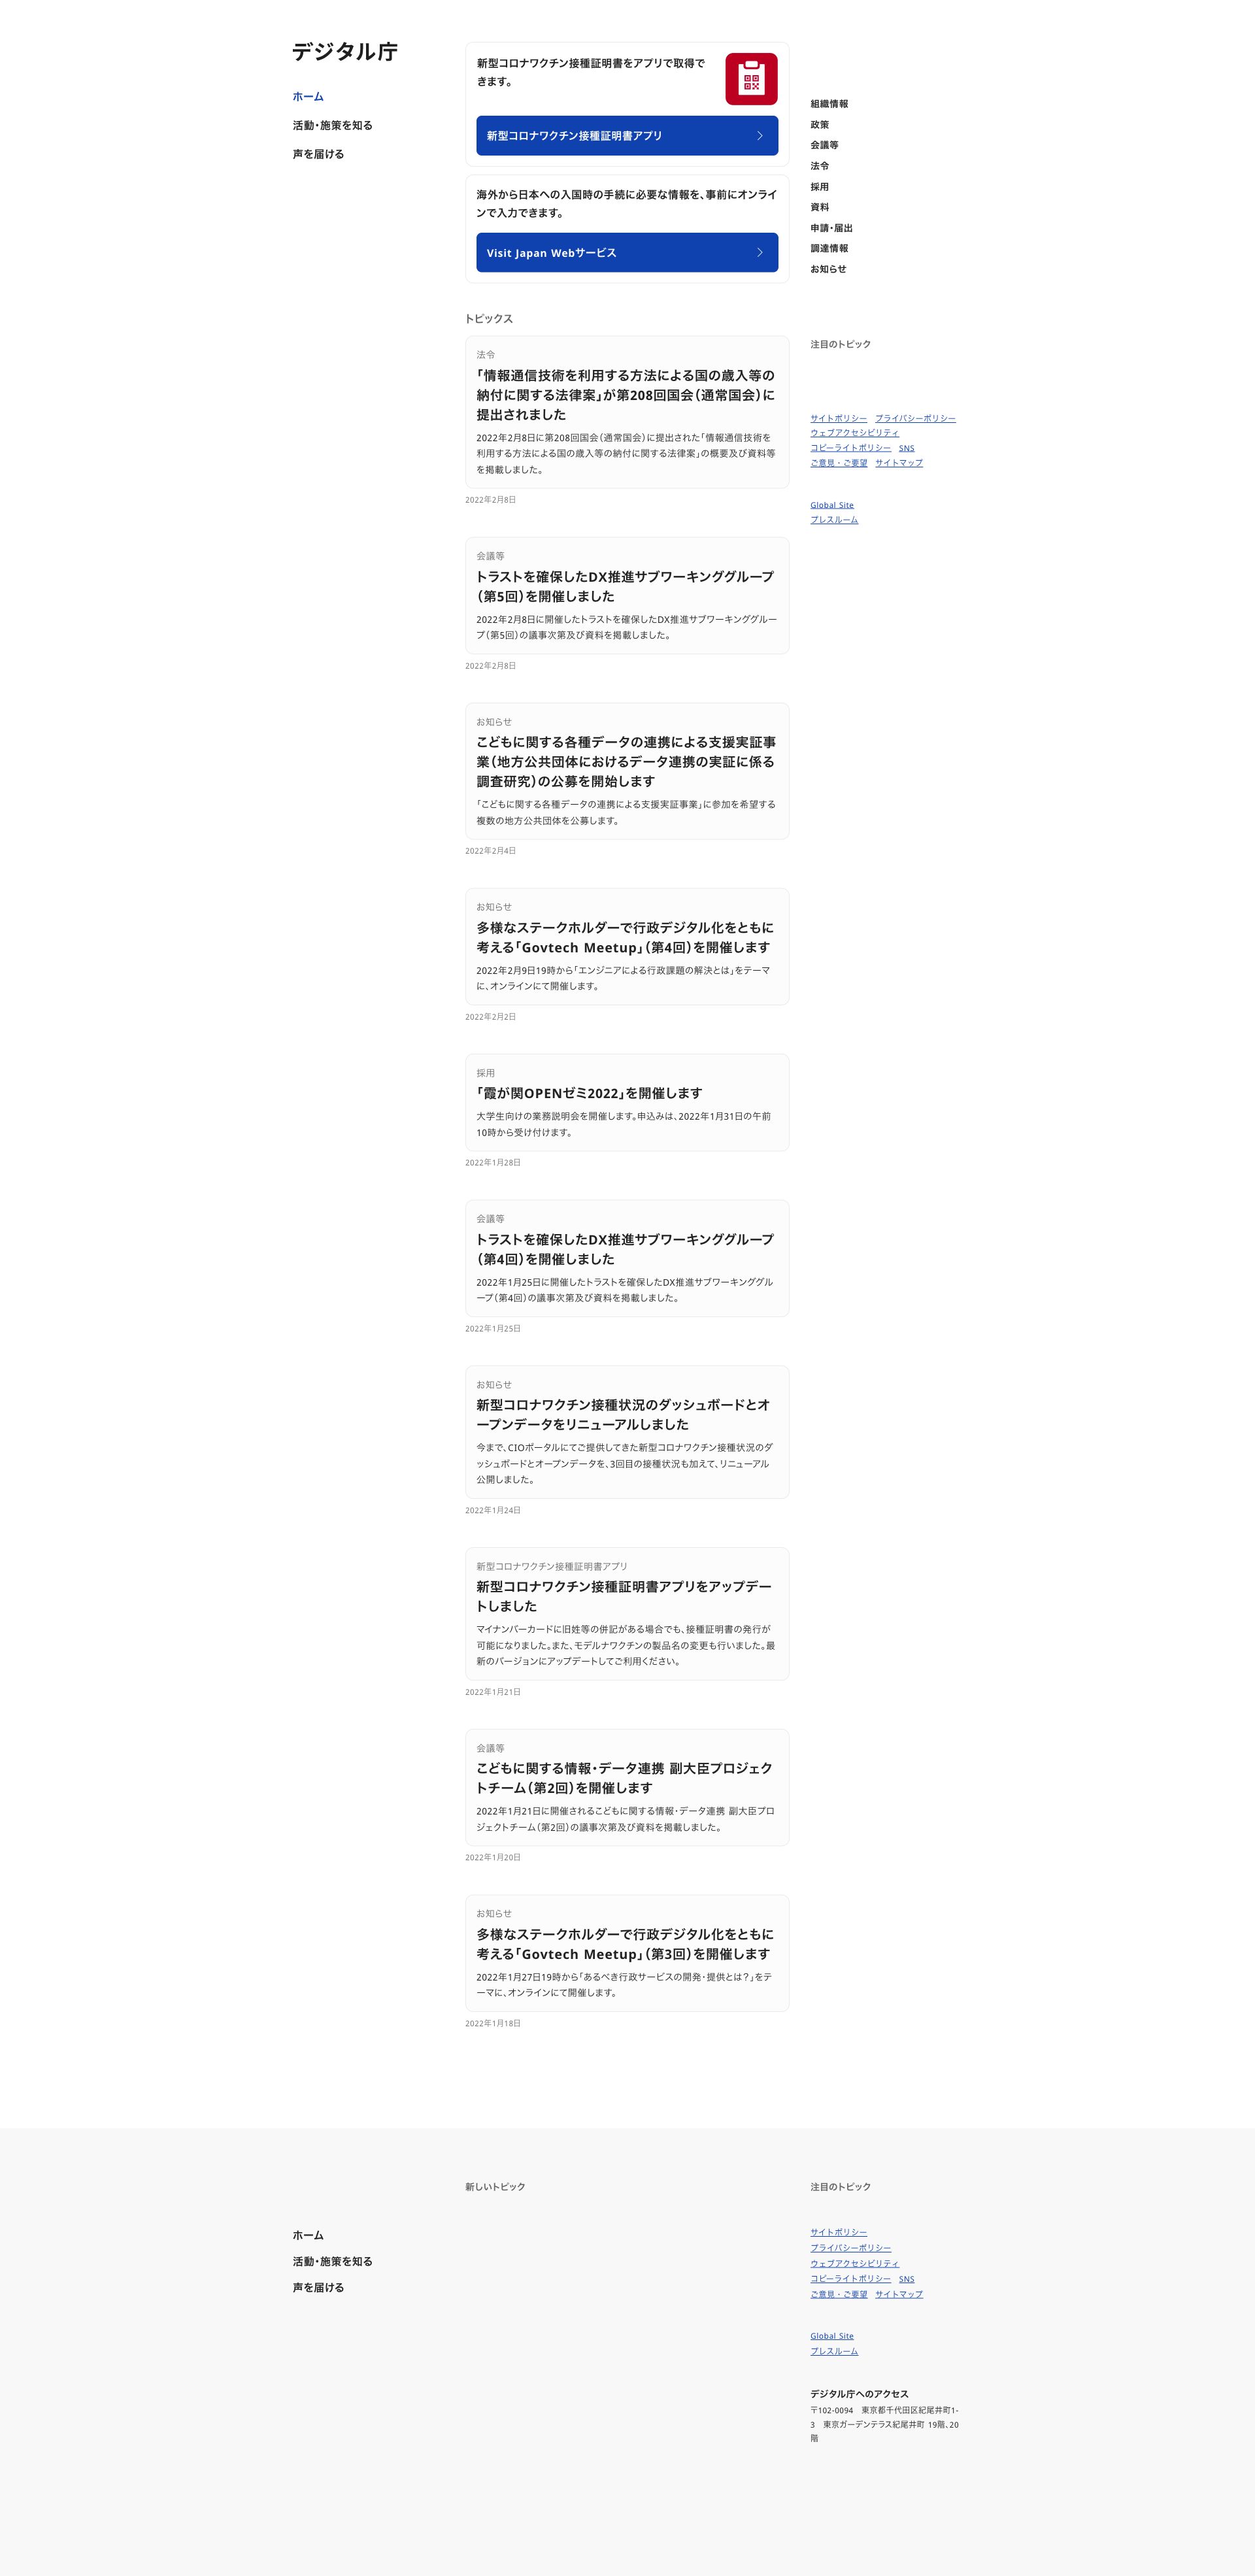 デジタル庁
ホーム
活動・施策を知る
声を届ける
新型コロナワクチン接種証明書をアプリで取得で
きます。
新型コロナワクチン接種証明書アプリ
海外から日本への入国時の手続に必要な情報を、事前にオンライ
ンで入力できます。
Visit Japan Webサービス
組織情報
政策
会議等
法令
採用
資料
申請・届出
調達情報
お知らせ
トピックス
法令
「情報通信技術を利用する方法による国の歳入等の
納付に関する法律案」が第208回国会（通常国会）に
提出されました
2022年2月8日に第208回国会（通常国会）に提出された「情報通信技術を
利用する方法による国の歳入等の納付に関する法律案」の概要及び資料等
を掲載しました。
2022年2月8日
会議等
トラストを確保したDX推進サブワーキンググループ
（第5回）を開催しました
2022年2月8日に開催したトラストを確保したDX推進サブワーキンググルー
プ（第5回）の議事次第及び資料を掲載しました。
2022年2月8日
お知らせ
こどもに関する各種データの連携による支援実証事
業（地方公共団体におけるデータ連携の実証に係る
調査研究）の公募を開始します
「こどもに関する各種データの連携による支援実証事業」に参加を希望する
複数の地方公共団体を公募します。
2022年2月4日
お知らせ
多様なステークホルダーで行政デジタル化をともに
考える「Govtech Meetup」（第4回）を開催します
2022年2月9日19時から「エンジニアによる行政課題の解決とは」をテーマ
に、オンラインにて開催します。
2022年2月2日
採用
「霞が関OPENゼミ2022」を開催します
大学生向けの業務説明会を開催します。申込みは、2022年1月31日の午前
10時から受け付けます。
2022年1月28日
会議等
トラストを確保したDX推進サブワーキンググループ
（第4回）を開催しました
2022年1月25日に開催したトラストを確保したDX推進サブワーキンググル
ープ（第4回）の議事次第及び資料を掲載しました。
2022年1月25日
お知らせ
新型コロナワクチン接種状況のダッシュボードとオ
ープンデータをリニューアルしました
今まで、CIOポータルにてご提供してきた新型コロナワクチン接種状況のダ
ッシュボードとオープンデータを、3回目の接種状況も加えて、リニューアル
公開しました。
2022年1月24日
新型コロナワクチン接種証明書アプリ
新型コロナワクチン接種証明書アプリをアップデー
トしました
マイナンバーカードに旧姓等の併記がある場合でも、接種証明書の発行が
可能になりました。また、モデルナワクチンの製品名の変更も行いました。最
新のバージョンにアップデートしてご利用ください。
2022年1月21日
会議等
こどもに関する情報・データ連携 副大臣プロジェク
トチーム（第2回）を開催します
2022年1月21日に開催されるこどもに関する情報・データ連携 副大臣プロ
ジェクトチーム（第2回）の議事次第及び資料を掲載しました。
2022年1月20日
お知らせ
多様なステークホルダーで行政デジタル化をともに
考える「Govtech Meetup」（第3回）を開催します
2022年1月27日19時から「あるべき行政サービスの開発・提供とは？」をテ
ーマに、オンラインにて開催します。
2022年1月18日
注目のトピック
サイトポリシー　プライバシーポリシー
ウェブアクセシビリティ
コピーライトポリシー　SNS
ご意見・ご要望　サイトマップ
Global Site
プレスルーム
ホーム
活動・施策を知る
声を届ける
新しいトピック
注目のトピック
サイトポリシー
プライバシーポリシー
ウェブアクセシビリティ
コピーライトポリシー　SNS
ご意見・ご要望　サイトマップ
Global Site
プレスルーム
デジタル庁へのアクセス
〒102-0094　東京都千代田区紀尾井町1-
3　東京ガーデンテラス紀尾井町 19階、20
階